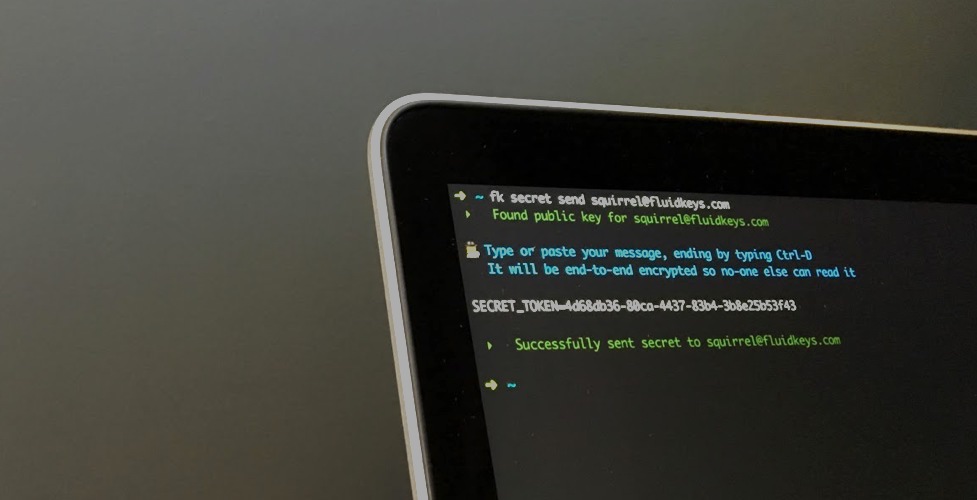 ➜ ~ fk secret send squirrel@fluidkeys.com
› Found public key for squirrel@fluidkeys.com
Type or paste your message, ending by typing Ctrl-D
It will be end-to-end encrypted so no-one else can read it
SECRET_TOKEN=4d68db36-80ca-4437-83b4-3b8e25b53f43
› Successfully sent secret to squirrel@fluidkeys.com
➜ ~